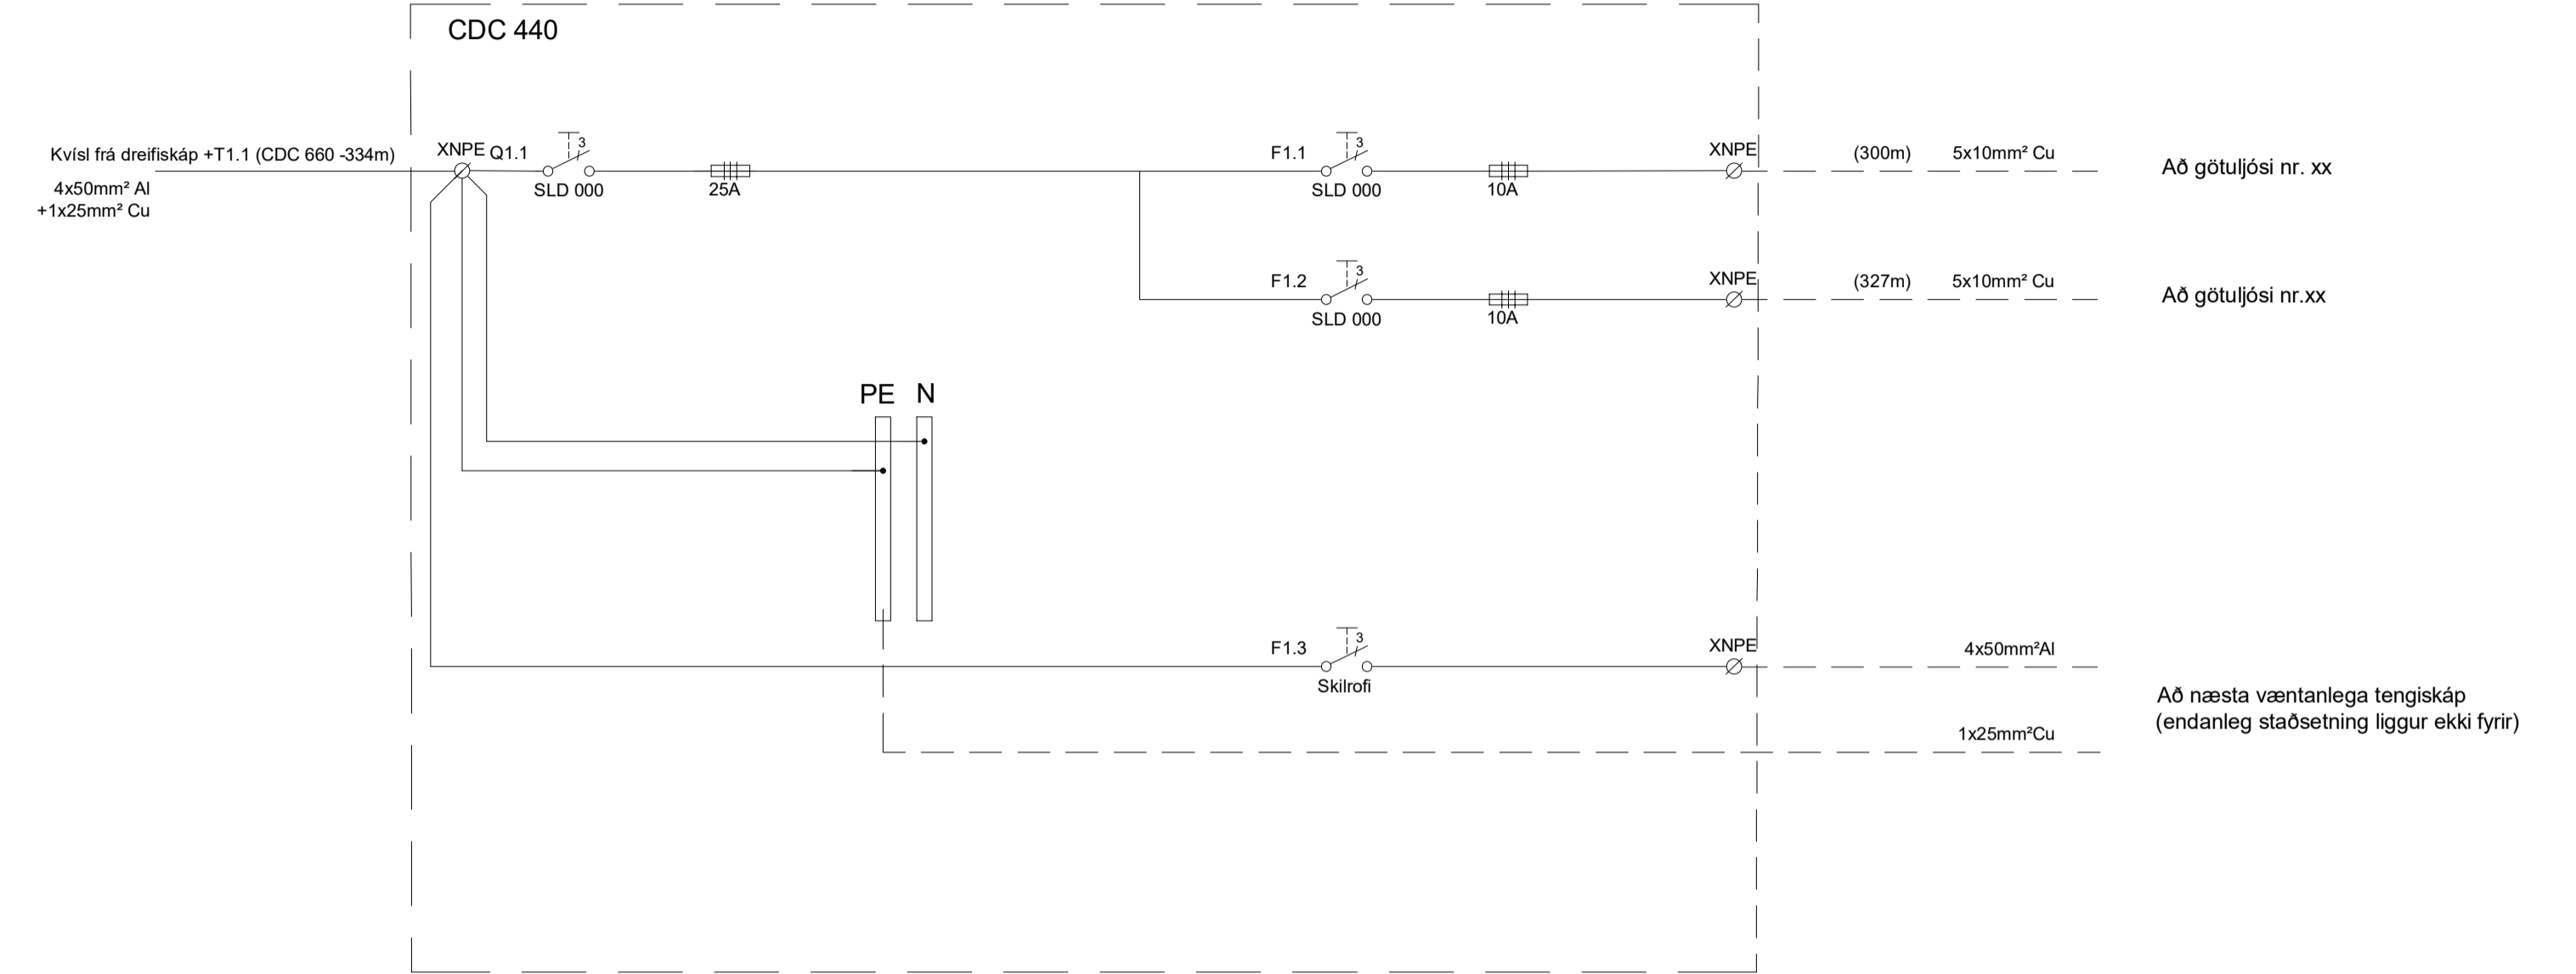 CDC 440
Kvísl frá dreifiskáp +T1.1 (CDC 660 -334m)
4x50mm² Al
+1x25mm² Cu
XNPE
Q1.1
3
SLD 000
25A
F1.1
3
SLD 000
10A
XNPE
(300m)
5x10mm² Cu
Að götuljósi nr. xx
F1.2
3
SLD 000
10A
XNPE
(327m)
5x10mm² Cu
Að götuljósi nr.xx
PE
N
F1.3
3
Skilrofi
XNPE
4x50mm²Al
1x25mm²Cu
Að næsta væntanlega tengiskáp
(endanleg staðsetning liggur ekki fyrir)